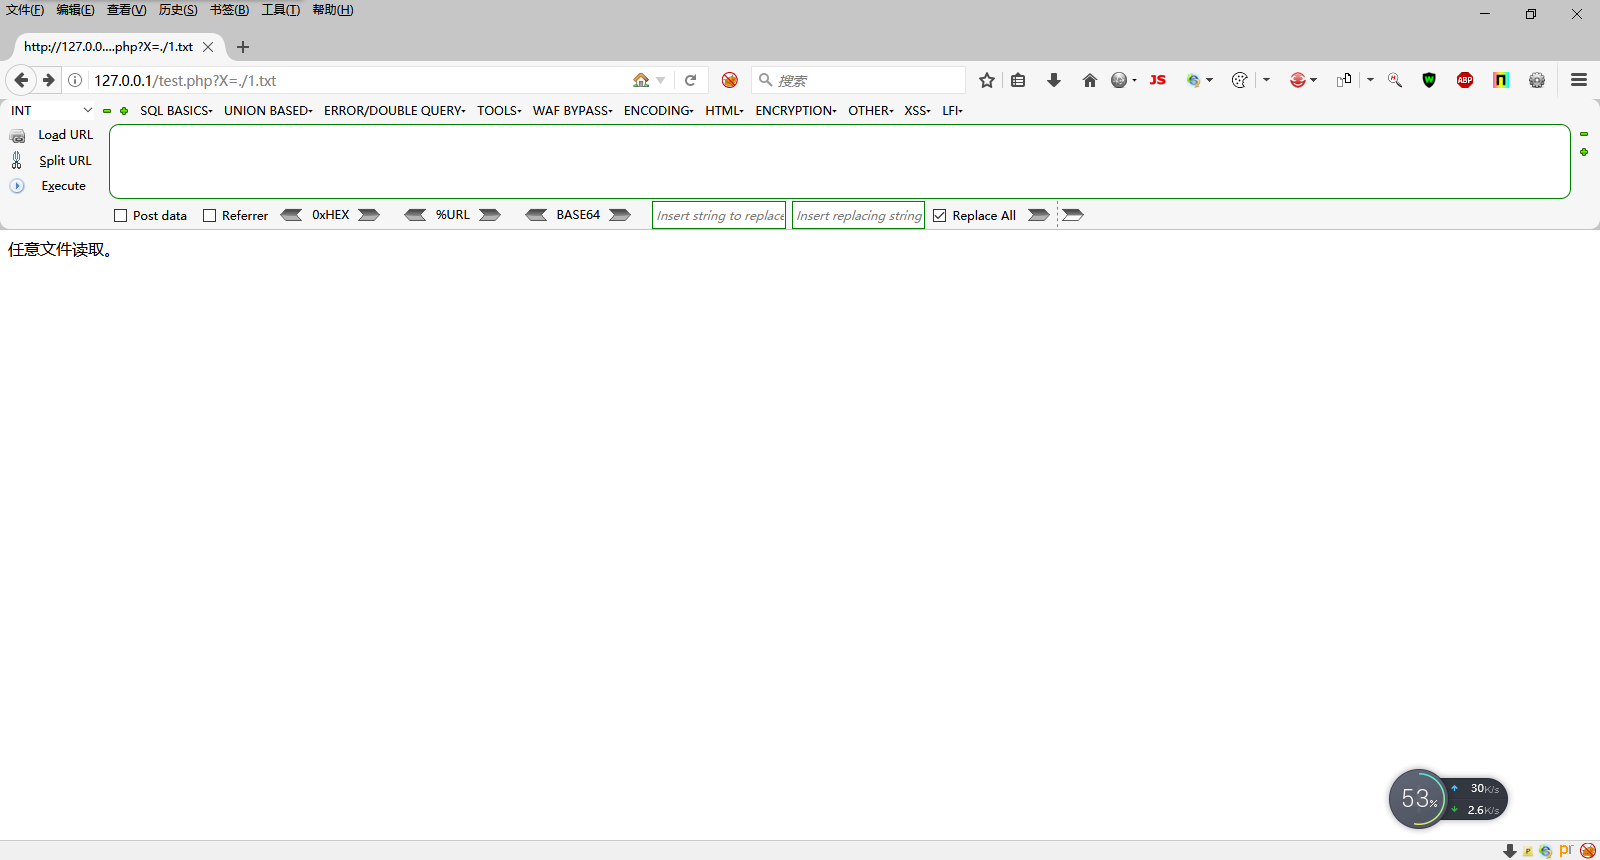 文件(F) 编辑(E) 查看(V) 历史(S) 书签(B) 工具(T) 帮助(H)
http://127.0.0....php?X=./1.txt
127.0.0.1/test.php?X=./1.txt 搜索 JS ABP
INT SQL BASICS UNION BASED ERROR/DOUBLE QUERY TOOLS WAF BYPASS ENCODING HTML ENCRYPTION OTHER XSS LFI
Load URL
Split URL
Execute
Post data Referrer 0xHEX %URL BASE64 Insert string to replace Insert replacing string Replace All
任意文件读取。
53% 30K/s
2.6K/s
pr